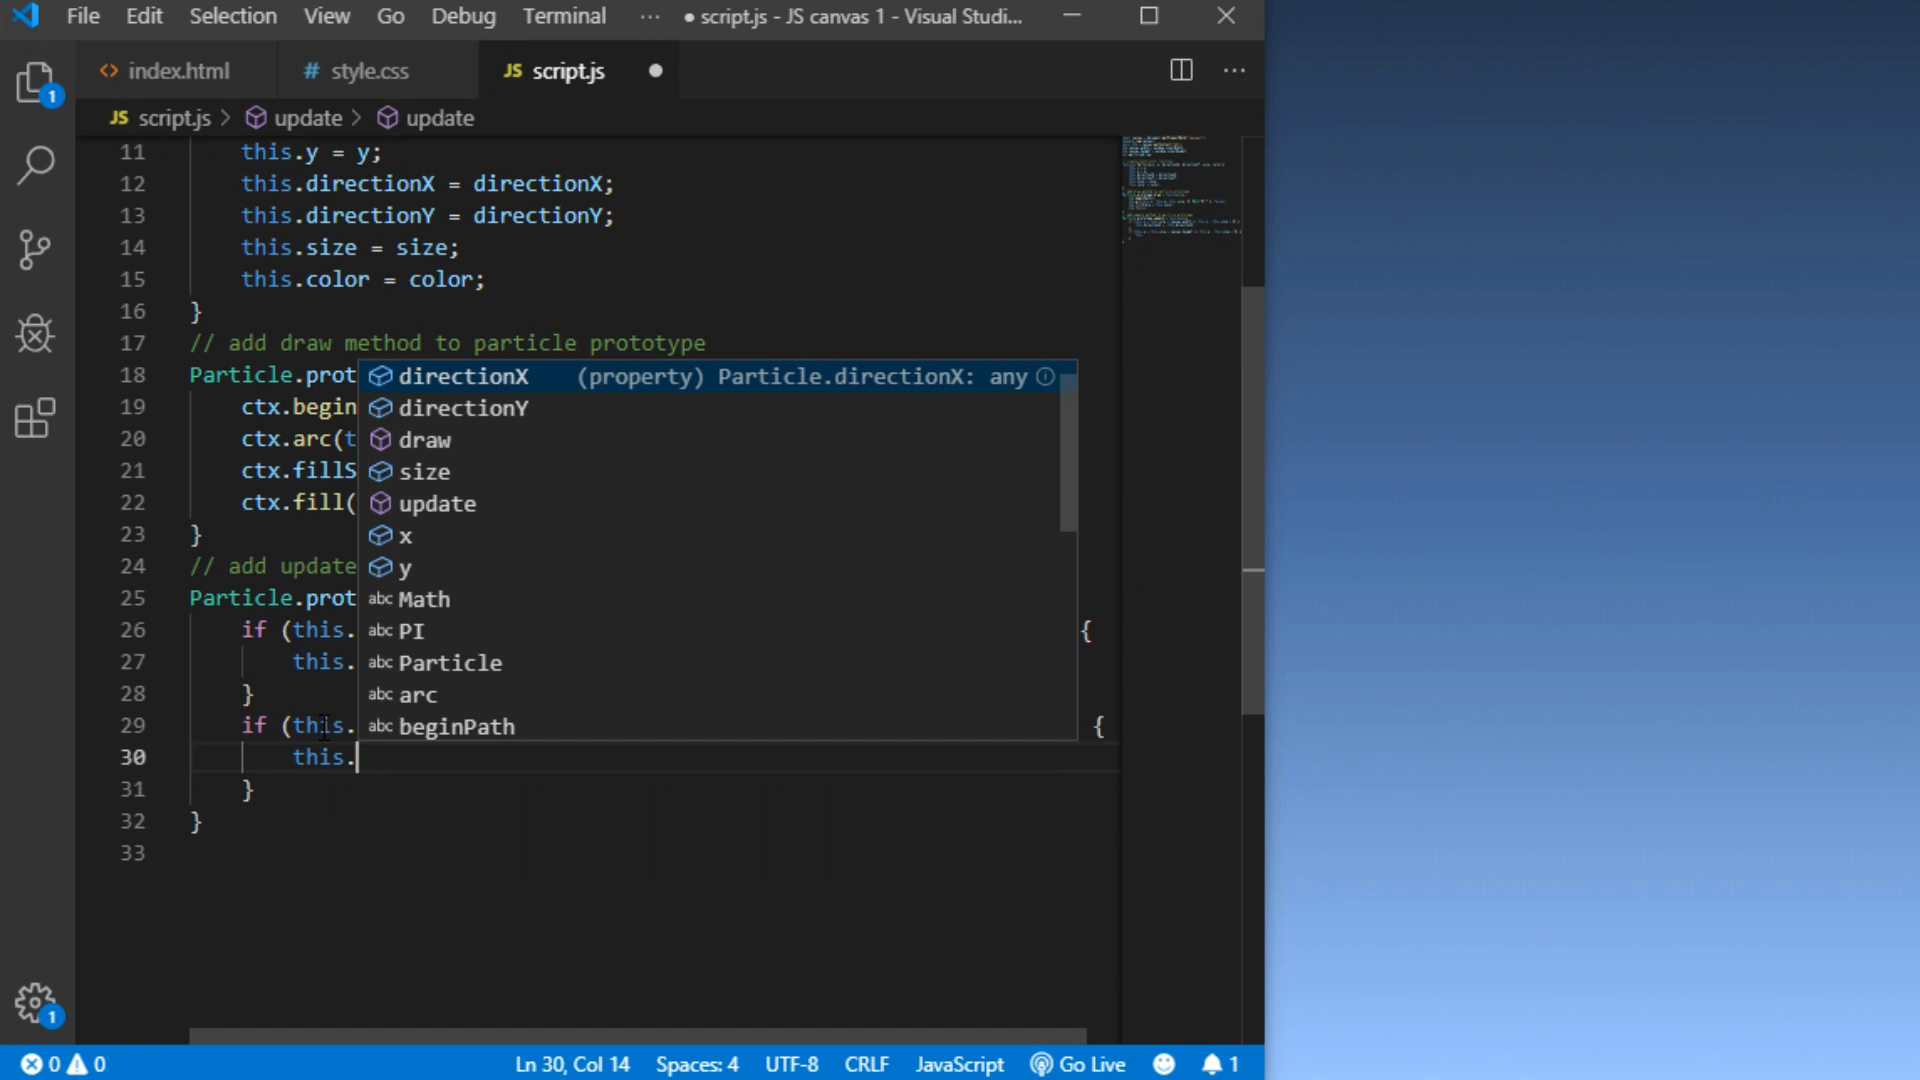 File Edit Selection View Go Debug Terminal ··· ● script.js - JS canvas 1 - Visual Studi...
index.html # style.css JS script.js ● ···
JS script.js > update > update
11 this.y = y;
12 this.directionX = directionX;
13 this.directionY = directionY;
14 this.size = size;
15 this.color = color;
16 }
17 // add draw method to particle prototype
18 Particle.prot
19 ctx.begin
20 ctx.arc(t
21 ctx.fillS
22 ctx.fill(
23 }
24 // add update
25 Particle.prot
26 if (this. {
27 this.
28 }
29 if (this. {
30 this.
31 }
32 }
33
directionX (property) Particle.directionX: any
directionY
draw
size
update
x
y
abc Math
abc PI
abc Particle
abc arc
abc beginPath
1
1
0 0 Ln 30, Col 14 Spaces: 4 UTF-8 CRLF JavaScript Go Live 1